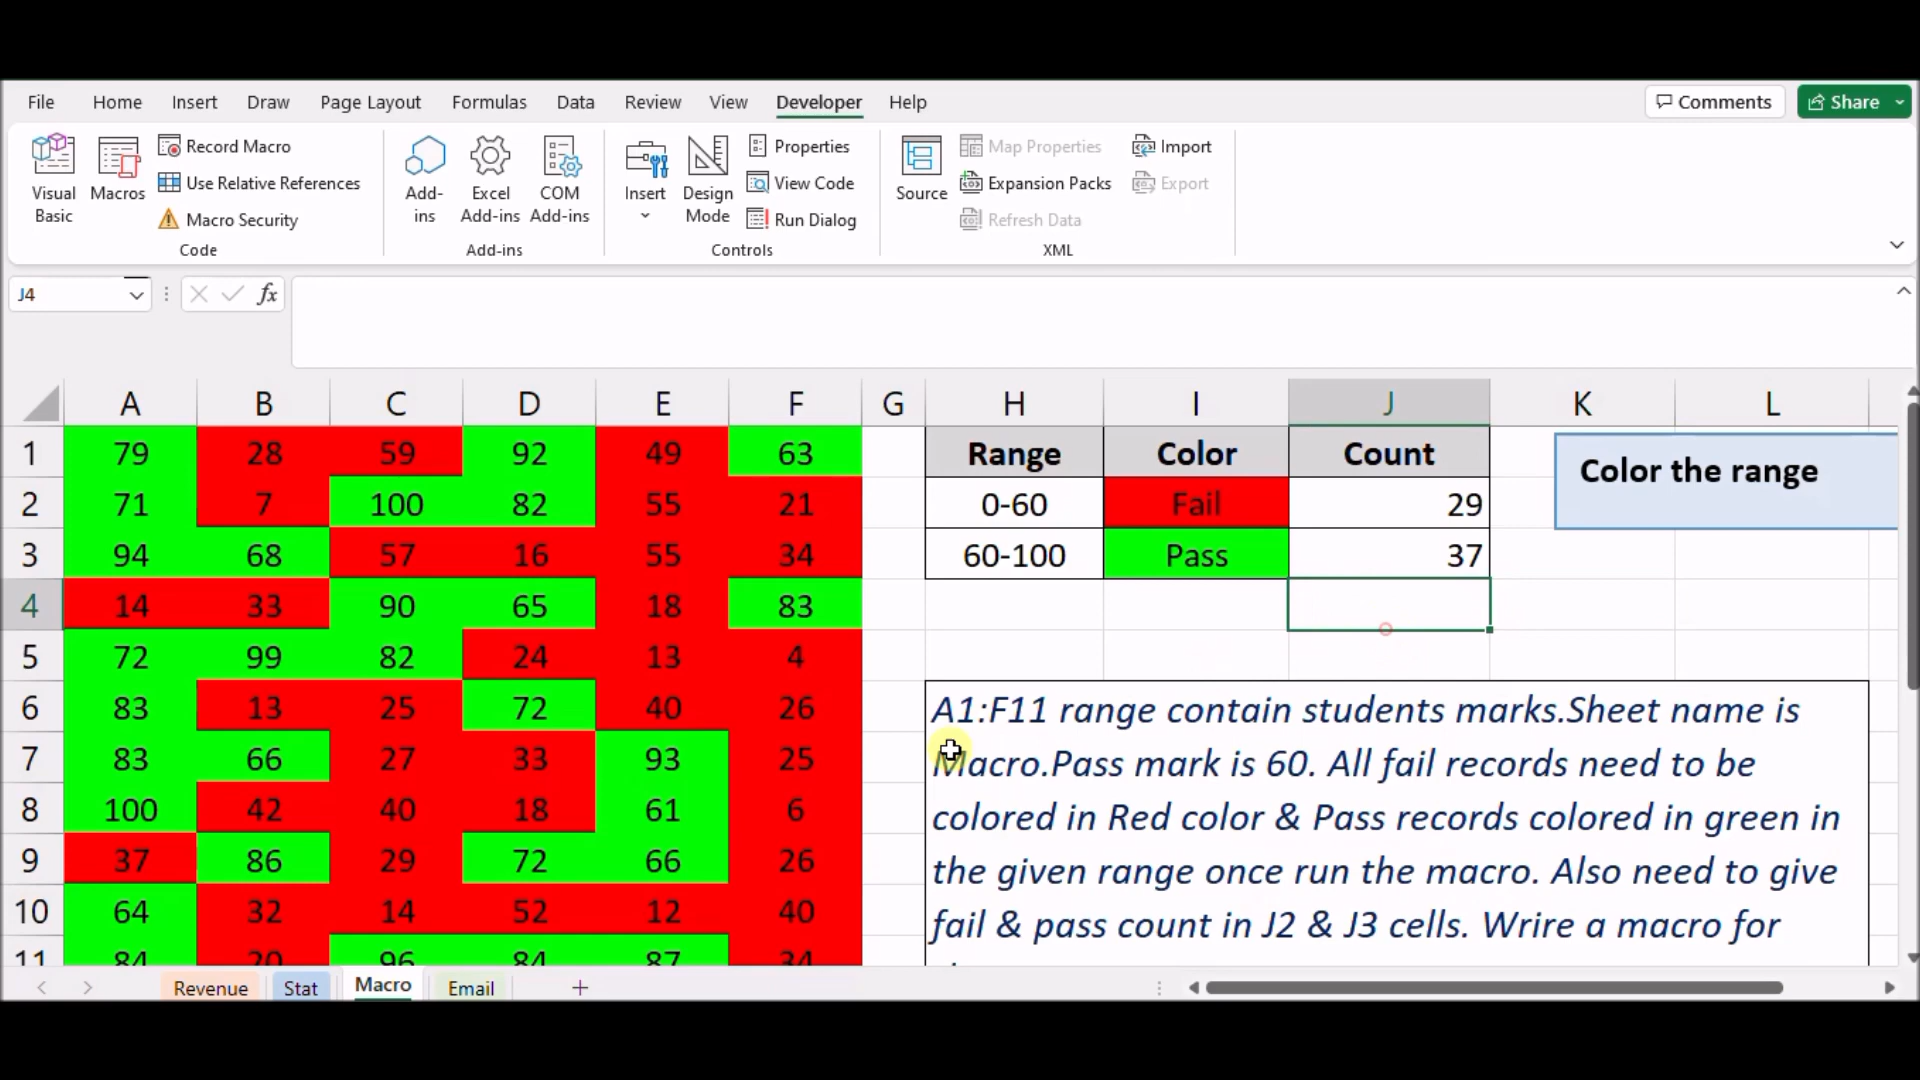 File Home Insert Draw Page Layout Formulas Data Review View Developer Help Comments Share
Visual Basic
Macros
Record Macro
Use Relative References
Macro Security
Code
Add-ins
Excel Add-ins
COM Add-ins
Add-ins
Insert
Design Mode
Properties
View Code
Run Dialog
Controls
Source
Map Properties
Expansion Packs
Refresh Data
Import
Export
XML
J4 fx
A B C D E F G H I J K L
1 79 28 59 92 49 63 Range Color Count
2 71 7 100 82 55 21 0-60 Fail 29
3 94 68 57 16 55 34 60-100 Pass 37
4 14 33 90 65 18 83
5 72 99 82 24 13 4
6 83 13 25 72 40 26
7 83 66 27 33 93 25
8 100 42 40 18 61 6
9 37 86 29 72 66 26
10 64 32 14 52 12 40
11 84 20 96 84 87 34
Color the range
A1:F11 range contain students marks.Sheet name is
Macro.Pass mark is 60. All fail records need to be
colored in Red color & Pass records colored in green in
the given range once run the macro. Also need to give
fail & pass count in J2 & J3 cells. Wrire a macro for
Revenue Stat Macro Email